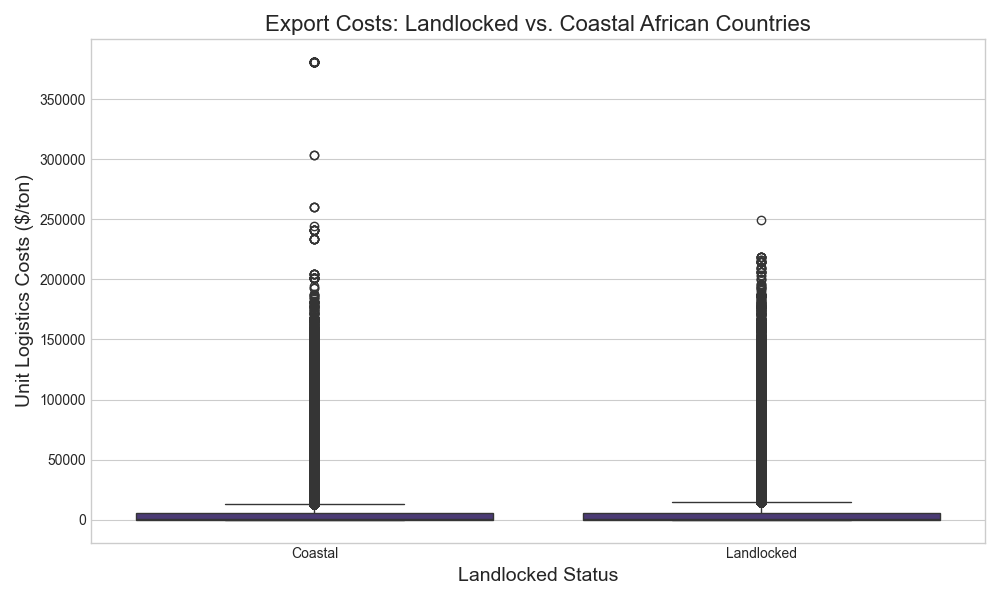 Export Costs: Landlocked vs. Coastal African Countries
Unit Logistics Costs ($/ton)
350000
300000
250000
200000
150000
100000
50000
0
Coastal
Landlocked
Landlocked Status